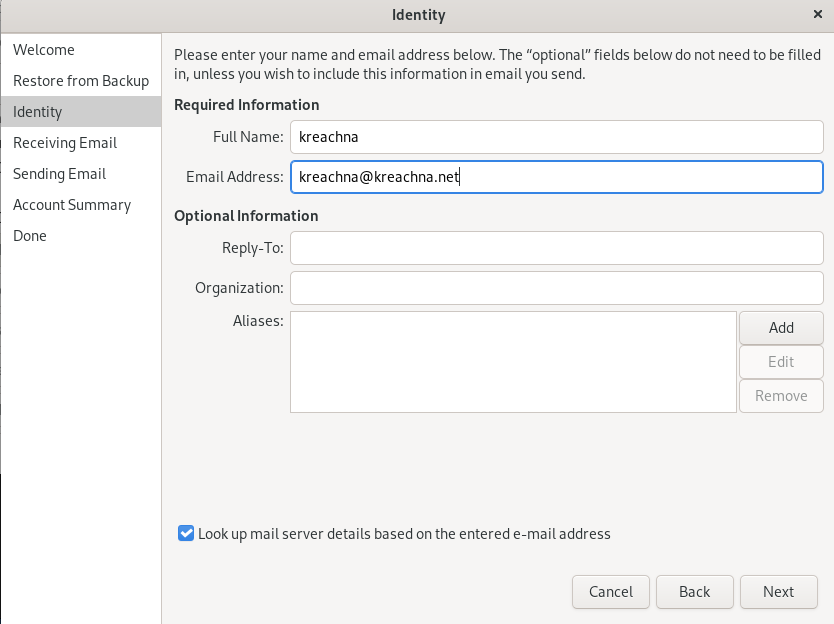 Identity
Welcome
Restore from Backup
Identity
Receiving Email
Sending Email
Account Summary
Done
Please enter your name and email address below. The “optional” fields below do not need to be filled
in, unless you wish to include this information in email you send.
Required Information
Full Name: kreachna
Email Address: kreachna@kreachna.net
Optional Information
Reply-To:
Organization:
Aliases:
Add
Edit
Remove
Look up mail server details based on the entered e-mail address
Cancel Back Next